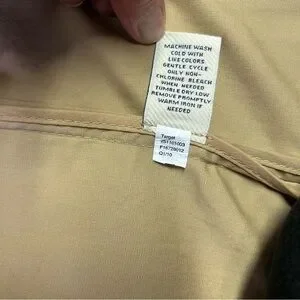 MACHINE WASH
COLD WITH
LIKE COLORS.
GENTLE CYCLE
ONLY NON-
CHLORINE BLEACH
WHEN NEEDED
TUMBLE DRY LOW
REMOVE PROMPTLY
WARM IRON IF
NEEDED
Target